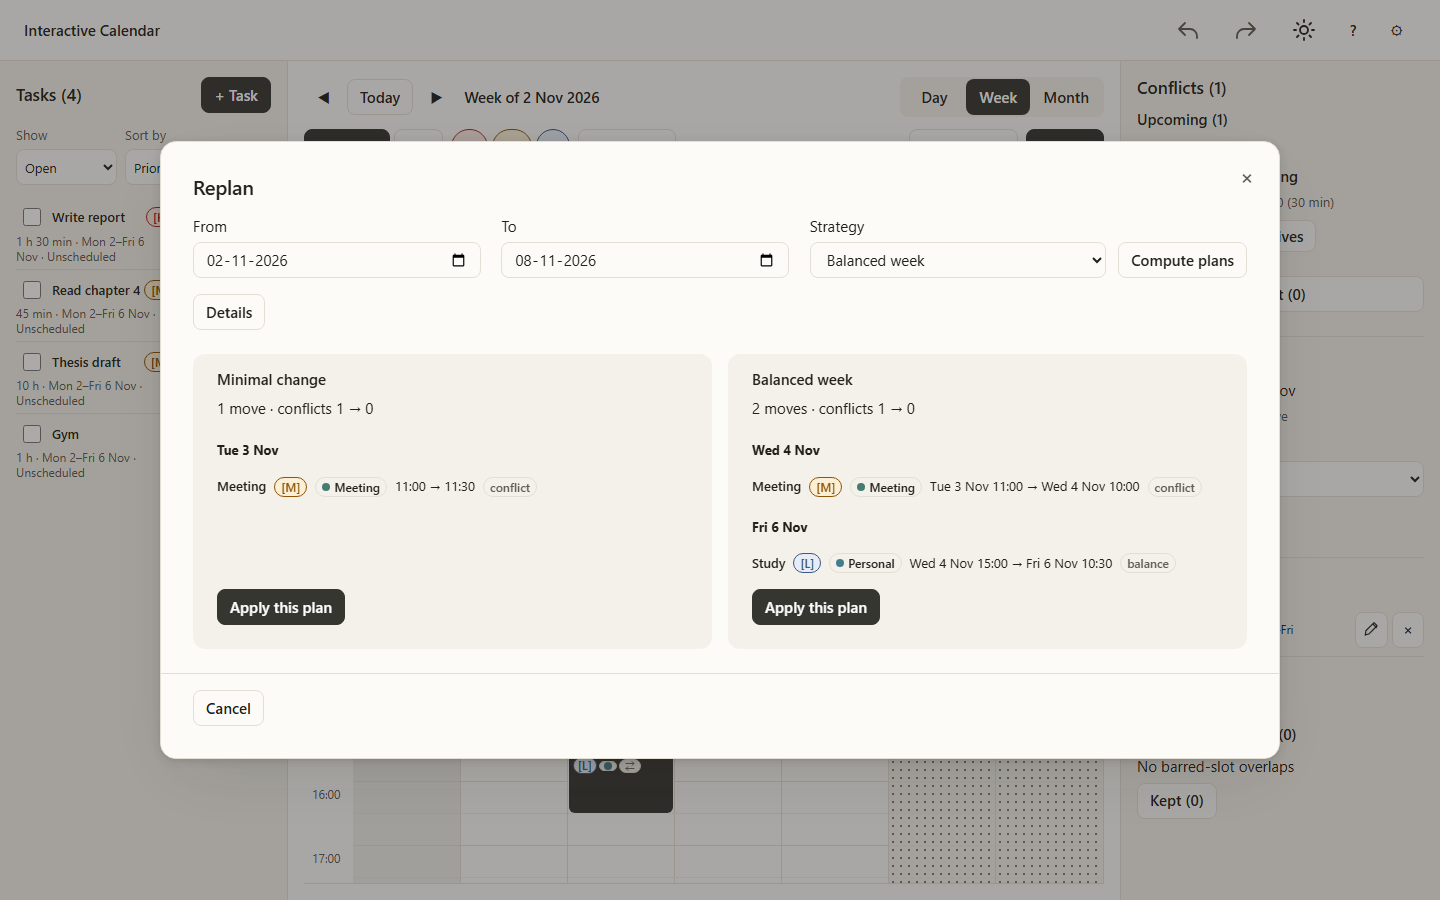 Interactive Calendar
?
Tasks (4)
+ Task
Show
Sort by
Open
Write report
1 h 30 min · Mon 2–Fri 6
Nov · Unscheduled
Read chapter 4
45 min · Mon 2–Fri 6 Nov ·
Unscheduled
Thesis draft
10 h · Mon 2–Fri 6 Nov ·
Unscheduled
Gym
1 h · Mon 2–Fri 6 Nov ·
Unscheduled
Today
Week of 2 Nov 2026
Day
Week
Month
Conflicts (1)
Upcoming (1)
(30 min)
(0)
Replan
×
From
To
Strategy
02-11-2026
08-11-2026
Balanced week
Compute plans
Details
Minimal change
1 move · conflicts 1 → 0
Tue 3 Nov
Meeting [M] Meeting 11:00 → 11:30 conflict
Apply this plan
Balanced week
2 moves · conflicts 1 → 0
Wed 4 Nov
Meeting [M] Meeting Tue 3 Nov 11:00 → Wed 4 Nov 10:00 conflict
Fri 6 Nov
Study [L] Personal Wed 4 Nov 15:00 → Fri 6 Nov 10:30 balance
Apply this plan
Cancel
[L]
16:00
17:00
Fri
×
(0)
No barred-slot overlaps
Kept (0)